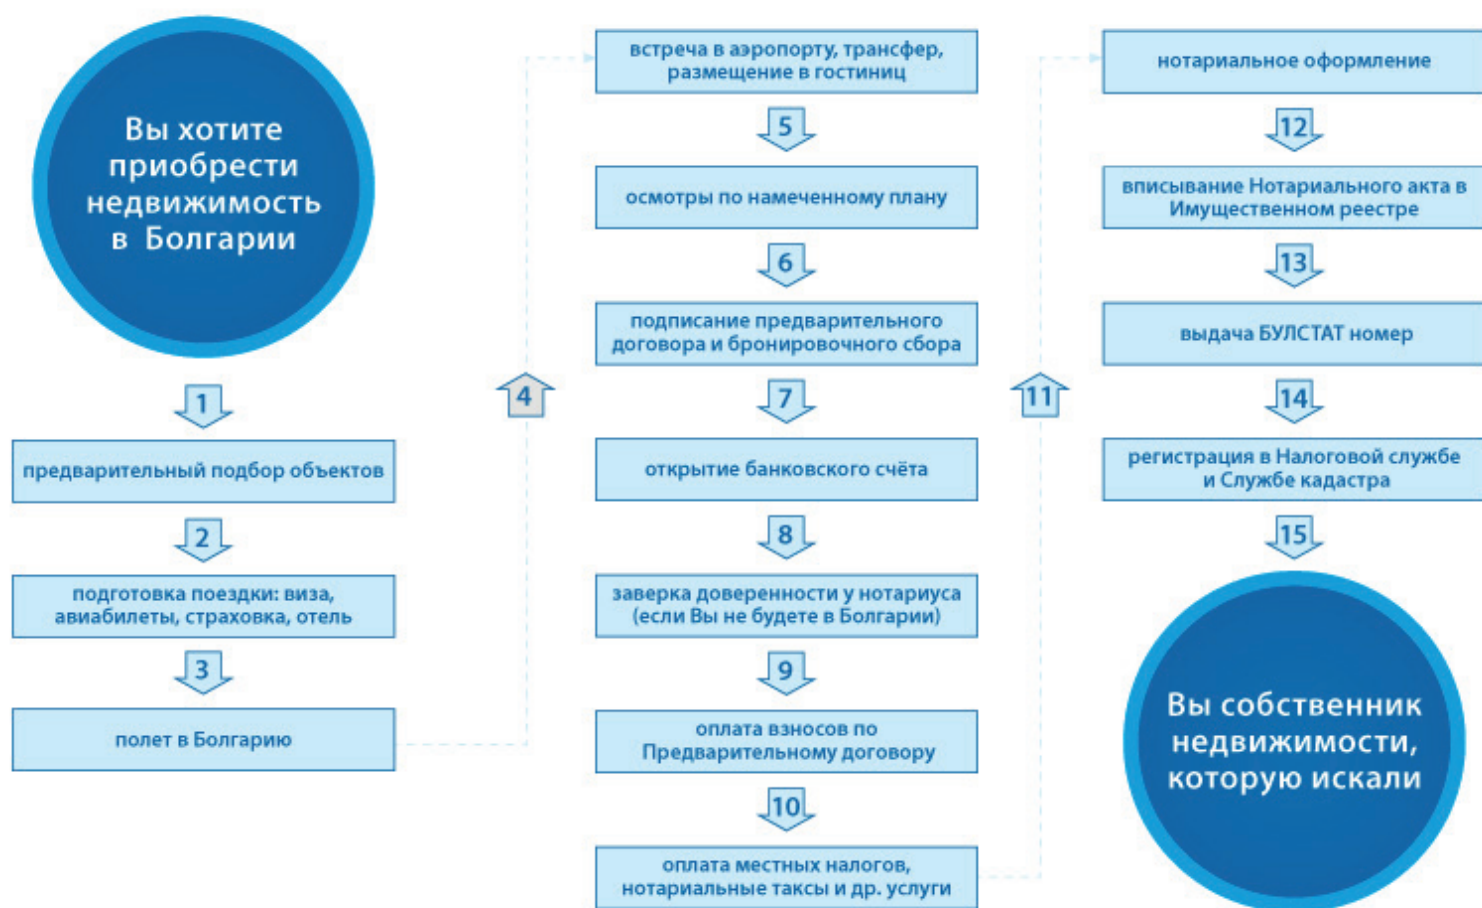 Вы хотите
приобрести
недвижимость
в Болгарии
1
предварительный подбор объектов
2
подготовка поездки: виза,
авиабилеты, страховка, отель
3
полет в Болгарию
4
встреча в аэропорту, трансфер,
размещение в гостиниц
5
осмотры по намеченному плану
6
подписание предварительного
договора и бронировочного сбора
7
открытие банковского счёта
8
заверка доверенности у нотариуса
(если Вы не будете в Болгарии)
9
оплата взносов по
Предварительному договору
10
оплата местных налогов,
нотариальные таксы и др. услуги
11
нотариальное оформление
12
вписывание Нотариального акта в
Имущественном реестре
13
выдача БУЛСТАТ номер
14
регистрация в Налоговой службе
и Службе кадастра
15
Вы собственник
недвижимости,
которую искали